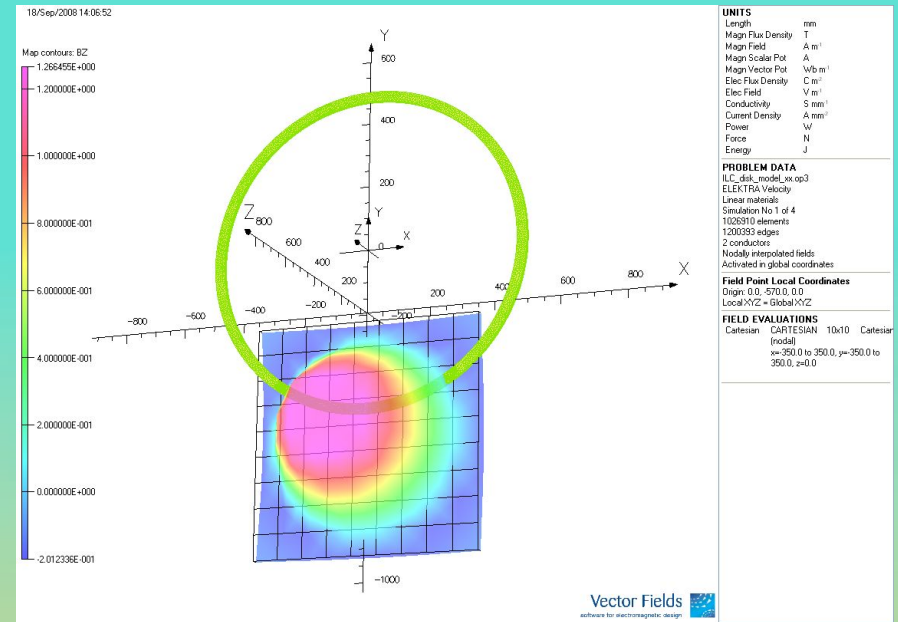 18/Sep/2008 14:06:52
Map contours: BZ
1.266455E+000
1.200000E+000
1.000000E+000
8.000000E-001
6.000000E-001
4.000000E-001
2.000000E-001
0.000000E+000
-2.012336E-001
Y
600
400
200
Y
Z
X
0
Z
800
600
400
200
-200
-800
-600
-400
-200
200
400
600
800
X
-1000
Vector Fields
software for electromagnetic design
UNITS
Length mm
Magn Flux Density T
Magn Field A m⁻¹
Magn Scalar Pot A
Magn Vector Pot Wb m⁻¹
Elec Flux Density C m⁻²
Elec Field V m⁻¹
Conductivity S mm⁻¹
Current Density A mm⁻²
Power W
Force N
Energy J
PROBLEM DATA
ILC_disk_model_xx.op3
ELEKTRA Velocity
Linear materials
Simulation No 1 of 4
1026910 elements
1200393 edges
2 conductors
Nodally interpolated fields
Activated in global coordinates
Field Point Local Coordinates
Origin: 0.0, -570.0, 0.0
Local XYZ = Global XYZ
FIELD EVALUATIONS
Cartesian CARTESIAN 10x10 Cartesian
(nodal)
x=-350.0 to 350.0, y=-350.0 to
350.0, z=0.0